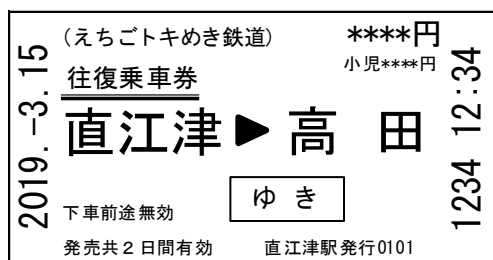 2019.-3.15
(えちごトキめき鉄道)
****円
小児****円
往復乗車券
直江津▶高田
ゆき
下車前途無効
発売共2日間有効
直江津駅発行0101
1234 12:34